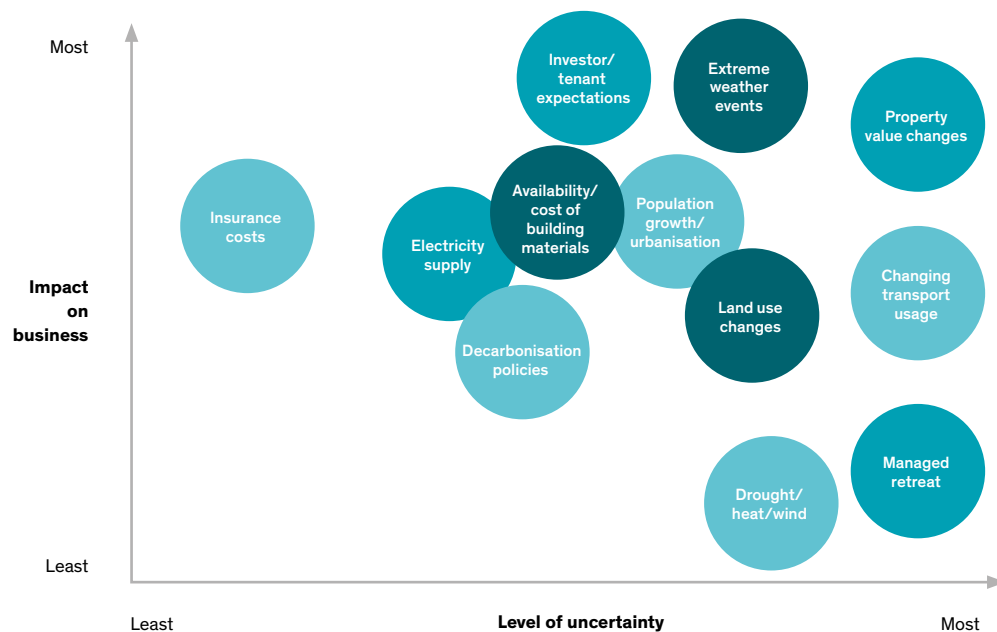 Most
Investor/
tenant
expectations
Extreme
weather
events
Property
value changes
Insurance
costs
Availability/
cost of
building
materials
Population
growth/
urbanisation
Electricity
supply
Changing
transport
usage
Impact
on
business
Land use
changes
Decarbonisation
policies
Managed
retreat
Drought/
heat/wind
Least
Least
Level of uncertainty
Most